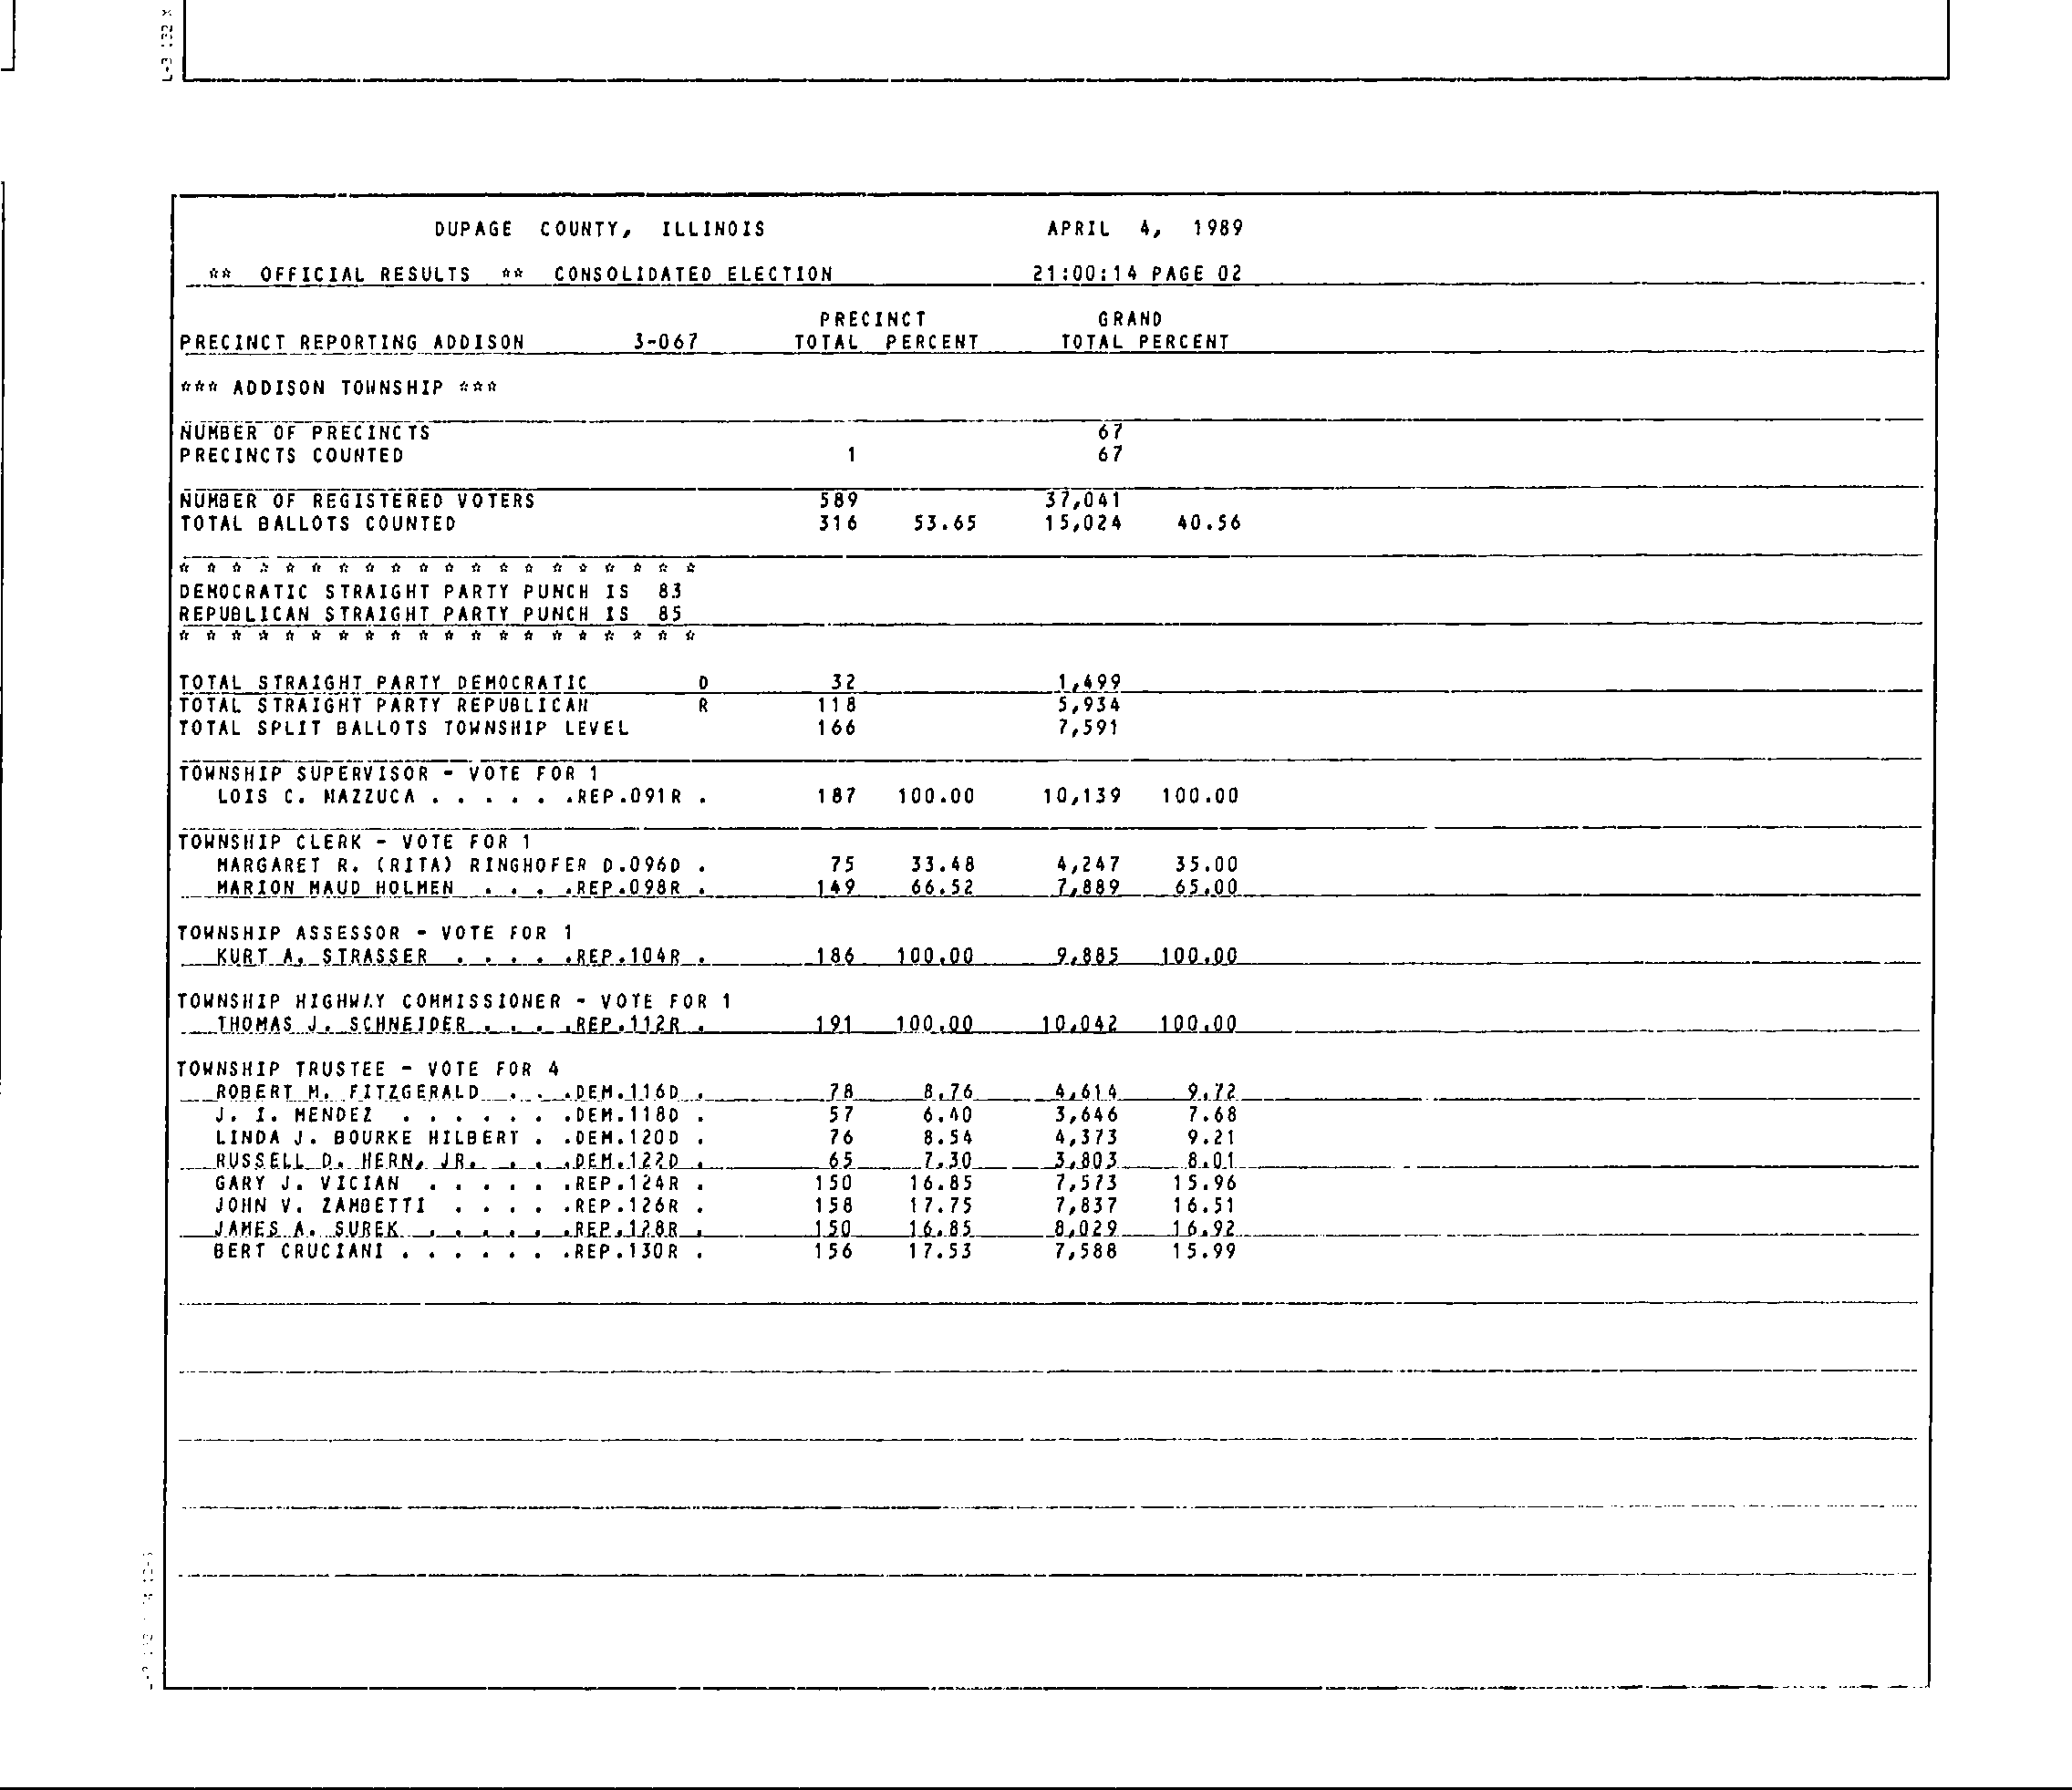 DUPAGE COUNTY, ILLINOIS APRIL 4, 1989
** OFFICIAL RESULTS ** CONSOLIDATED ELECTION 21:00:14 PAGE 02
PRECINCT GRAND
PRECINCT REPORTING ADDISON 3-067 TOTAL PERCENT TOTAL PERCENT
*** ADDISON TOWNSHIP ***
NUMBER OF PRECINCTS 67
PRECINCTS COUNTED 1 67
NUMBER OF REGISTERED VOTERS 589 37,041
TOTAL BALLOTS COUNTED 316 53.65 15,024 40.56
* * * * * * * * * * * * * * * * * * * *
DEMOCRATIC STRAIGHT PARTY PUNCH IS 83
REPUBLICAN STRAIGHT PARTY PUNCH IS 85
* * * * * * * * * * * * * * * * * * * *
TOTAL STRAIGHT PARTY DEMOCRATIC D 32 1,499
TOTAL STRAIGHT PARTY REPUBLICAN R 118 5,934
TOTAL SPLIT BALLOTS TOWNSHIP LEVEL 166 7,591
TOWNSHIP SUPERVISOR - VOTE FOR 1
LOIS C. MAZZUCA . . . . . .REP.091R . 187 100.00 10,139 100.00
TOWNSHIP CLERK - VOTE FOR 1
MARGARET R. (RITA) RINGHOFER D.096D . 75 33.48 4,247 35.00
MARION MAUD HOLMEN . . . .REP.098R . 149 66.52 7,889 65.00
TOWNSHIP ASSESSOR - VOTE FOR 1
KURT A. STRASSER . . . . .REP.104R . 186 100.00 9,885 100.00
TOWNSHIP HIGHWAY COMMISSIONER - VOTE FOR 1
THOMAS J. SCHNEIDER . . . .REP.112R . 191 100.00 10,042 100.00
TOWNSHIP TRUSTEE - VOTE FOR 4
ROBERT M. FITZGERALD . . .DEM.116D . 78 8.76 4,614 9.72
J. I. MENDEZ . . . . . . .DEM.118D . 57 6.40 3,646 7.68
LINDA J. BOURKE HILBERT . .DEM.120D . 76 8.54 4,373 9.21
RUSSELL D. HERN, JR. . . .DEM.122D . 65 7.30 3,803 8.01
GARY J. VICIAN . . . . . .REP.124R . 150 16.85 7,573 15.96
JOHN V. ZAMBETTI . . . . .REP.126R . 158 17.75 7,837 16.51
JAMES A. SUREK . . . . . .REP.128R . 150 16.85 8,029 16.92
BERT CRUCIANI . . . . . . .REP.130R . 156 17.53 7,588 15.99